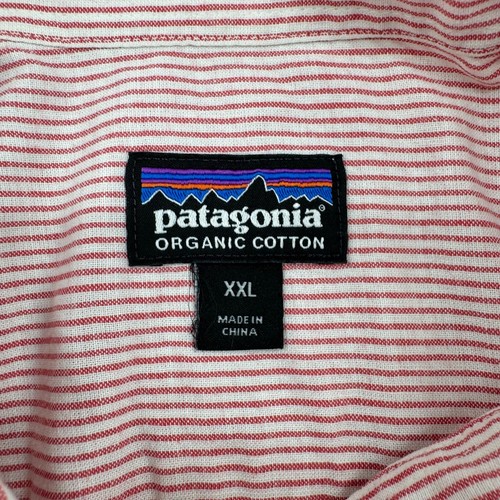 patagonia®
ORGANIC COTTON
XXL
MADE IN
CHINA